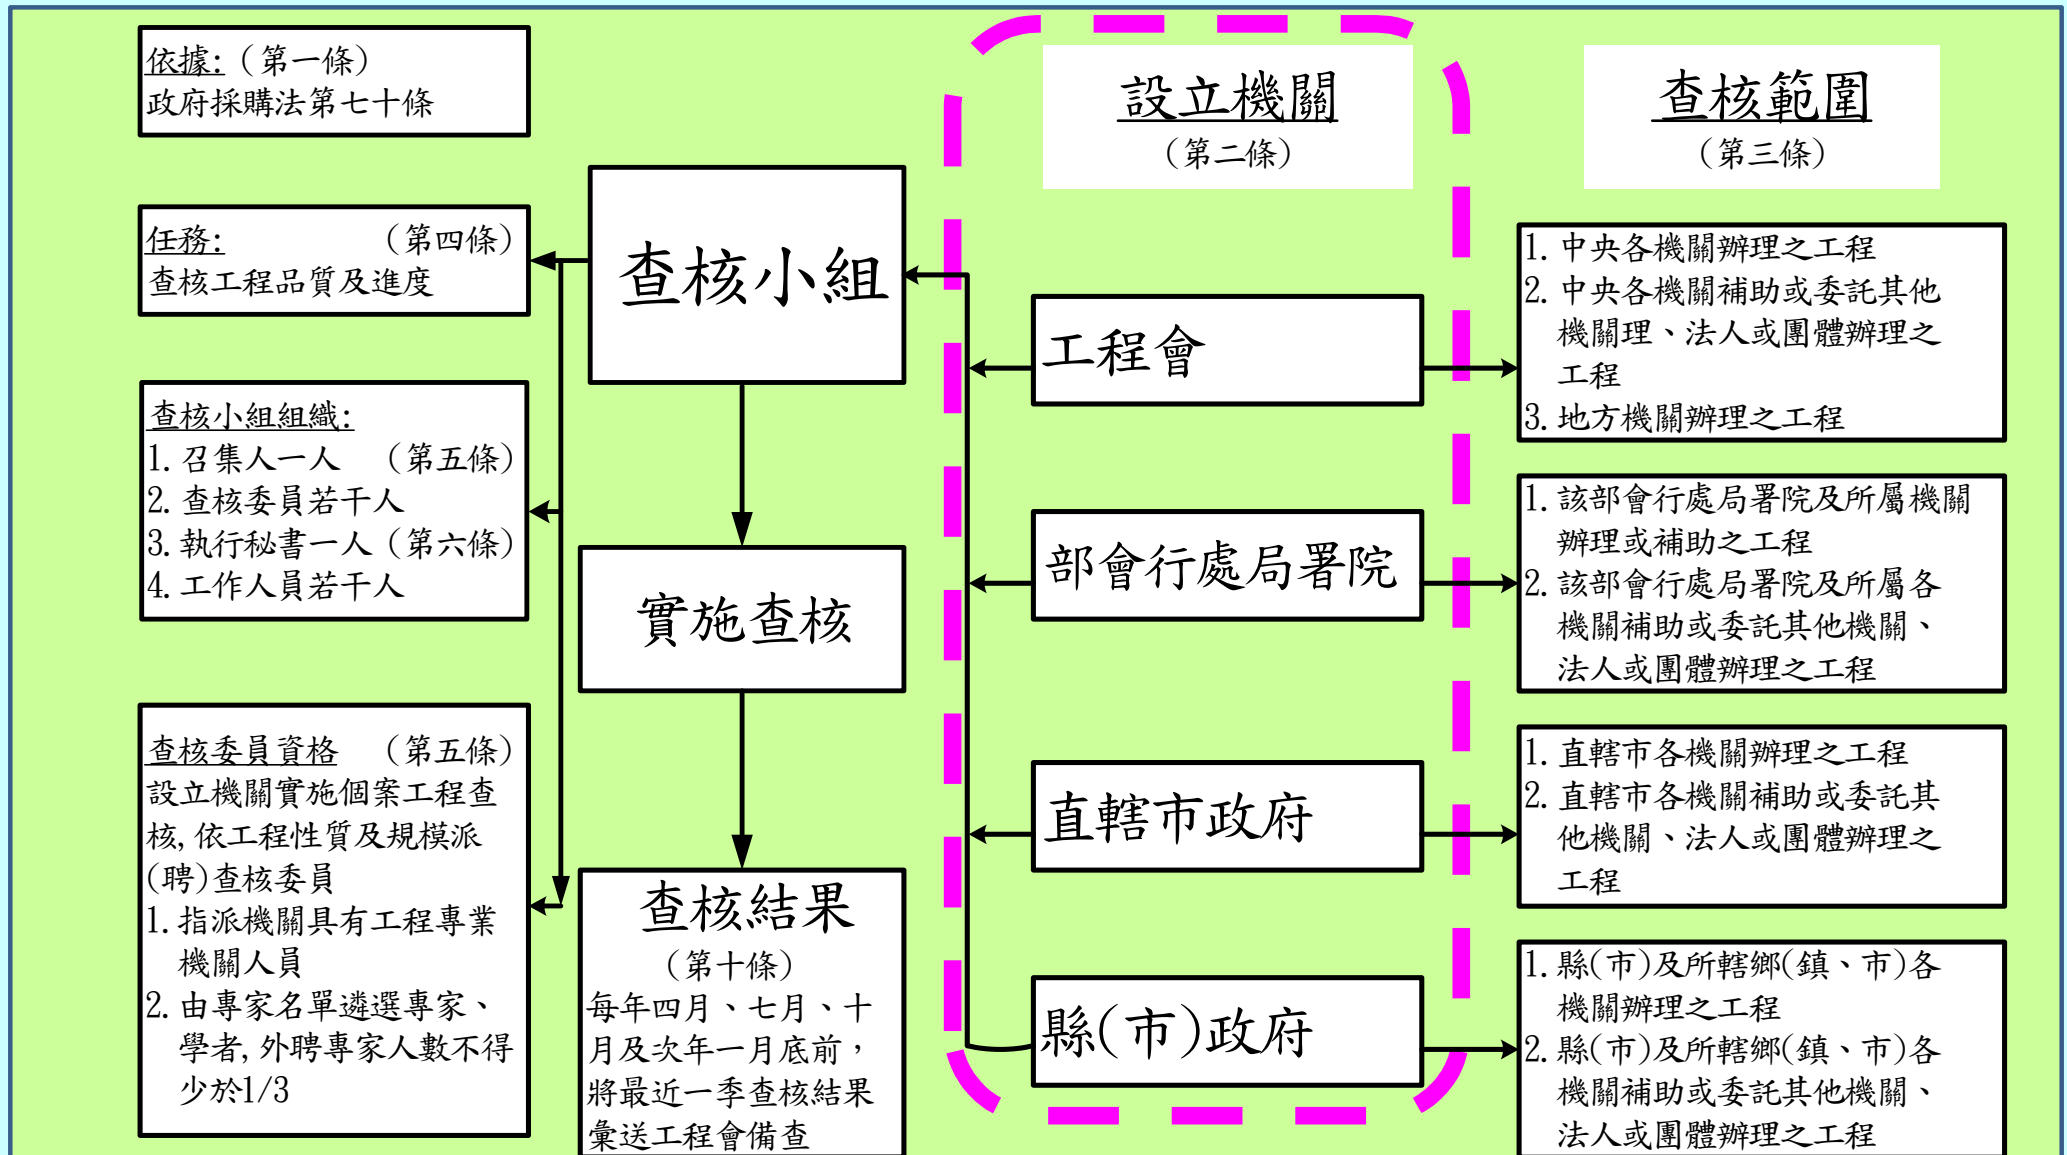 依據:（第一條）
政府採購法第七十條
任務:（第四條）
查核工程品質及進度
查核小組組織:
1. 召集人一人（第五條）
2. 查核委員若干人
3. 執行秘書一人（第六條）
4. 工作人員若干人
查核委員資格（第五條）
設立機關實施個案工程查
核,依工程性質及規模派
(聘)查核委員
1. 指派機關具有工程專業
機關人員
2. 由專家名單遴選專家、
學者,外聘專家人數不得
少於1/3
查核小組
實施查核
查核結果
（第十條）
每年四月、七月、十
月及次年一月底前，
將最近一季查核結果
彙送工程會備查
設立機關
（第二條）
工程會
部會行處局署院
直轄市政府
縣(市)政府
查核範圍
（第三條）
1. 中央各機關辦理之工程
2. 中央各機關補助或委託其他
機關理、法人或團體辦理之
工程
3. 地方機關辦理之工程
1. 該部會行處局署院及所屬機關
辦理或補助之工程
2. 該部會行處局署院及所屬各
機關補助或委託其他機關、
法人或團體辦理之工程
1. 直轄市各機關辦理之工程
2. 直轄市各機關補助或委託其
他機關、法人或團體辦理之
工程
1. 縣(市)及所轄鄉(鎮、市)各
機關辦理之工程
2. 縣(市)及所轄鄉(鎮、市)各
機關補助或委託其他機關、
法人或團體辦理之工程